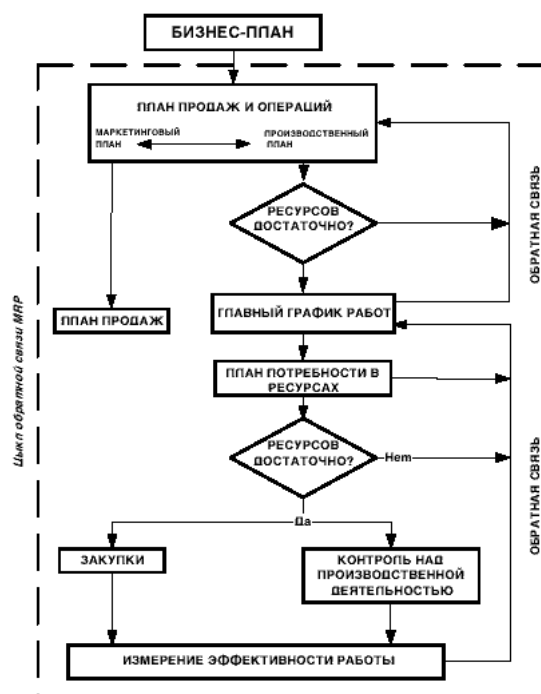 БИЗНЕС-ПЛАН
ПЛАН ПРОДАЖ И ОПЕРАЦИЙ
МАРКЕТИНГОВЫЙ
ПЛАН
ПРОИЗВОДСТВЕННЫЙ
ПЛАН
РЕСУРСОВ
ДОСТАТОЧНО?
ОБРАТНАЯ СВЯЗЬ
ПЛАН ПРОДАЖ
ГЛАВНЫЙ ГРАФИК РАБОТ
ПЛАН ПОТРЕБНОСТИ В
РЕСУРСАХ
Цикл обратной связи MRP
РЕСУРСОВ
ДОСТАТОЧНО?
Нет
ОБРАТНАЯ СВЯЗЬ
Да
ЗАКУПКИ
КОНТРОЛЬ НАД
ПРОИЗВОДСТВЕННОЙ
ДЕЯТЕЛЬНОСТЬЮ
ИЗМЕРЕНИЕ ЭФФЕКТИВНОСТИ РАБОТЫ